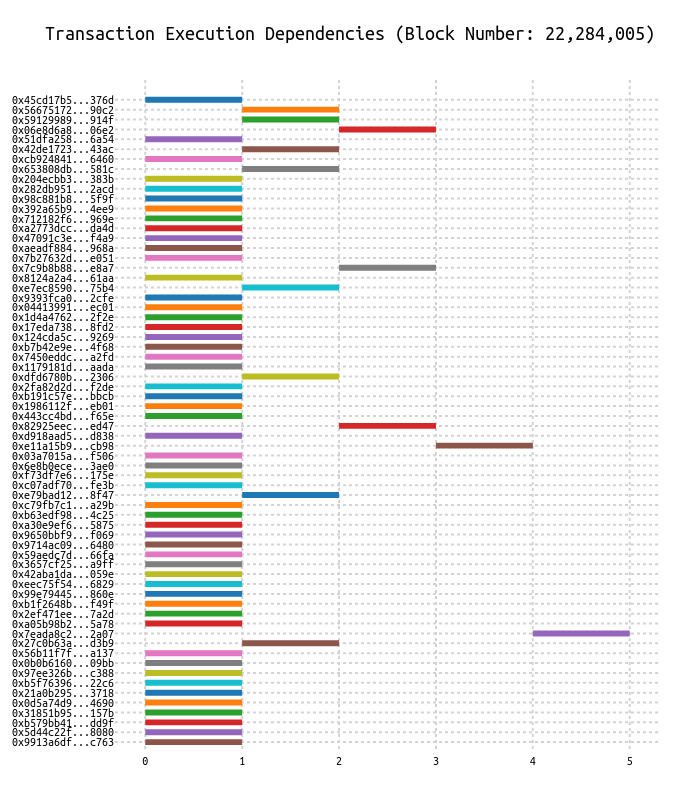 Transaction Execution Dependencies (Block Number: 22,284,005)
0x45cd17b5...376d
0x56675172...90c2
0x59129989...914f
0x06e8d6a8...06e2
0x51dfa258...6a54
0x42de1723...43ac
0xcb924841...6460
0x653808db...581c
0x204ecbb3...383b
0x282db951...2acd
0x98c881b8...5f9f
0x392a65b9...4ee9
0x712182f6...969e
0xa2773dcc...da4d
0x47091c3e...f4a9
0xaeadf884...968a
0x7b27632d...e051
0x7c9b8b88...e8a7
0x8124a2a4...61aa
0xe7ec8590...75b4
0x9393fca0...2cfe
0x04413991...ec01
0x1d4a4762...2f2e
0x17eda738...8fd2
0x124cda5c...9269
0xb7b42e9e...4f68
0x7450eddc...a2fd
0x1179181d...aada
0xdfd6780b...2306
0x2fa82d2d...f2de
0xb191c57e...bbcb
0x1986112f...eb01
0x443cc4bd...f65e
0x82925eec...ed47
0xd918aad5...d838
0xe11a15b9...cb98
0x03a7015a...f506
0x6e8b0ece...3ae0
0xf73df7e6...175e
0xc07adf70...fe3b
0xe79bad12...8f47
0xc79fb7c1...a29b
0xb63edf98...4c25
0xa30e9ef6...5875
0x9650bbf9...f069
0x9714ac09...6480
0x59aedc7d...66fa
0x3657cf25...a9ff
0x42aba1da...059e
0xeec75f54...6829
0x99e79445...860e
0xb1f2648b...f49f
0x2ef471ee...7a2d
0xa05b98b2...5a78
0x7eada8c2...2a07
0x27c0b63a...d3b9
0x56b11f7f...a137
0x0b0b6160...09bb
0x97ee326b...c388
0xb5f76396...22c6
0x21a0b295...3718
0x0d5a74d9...4690
0x31851b95...157b
0xb579bb41...dd9f
0x5d44c22f...8080
0x9913a6df...c763
0 1 2 3 4 5